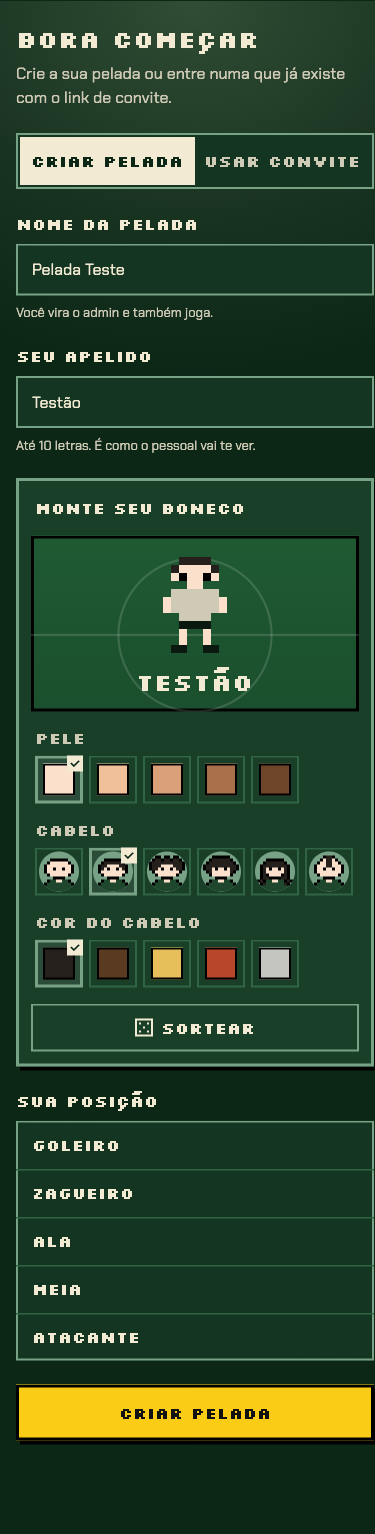 BORA COMEÇAR
Crie a sua pelada ou entre numa que já existe
com o link de convite.
CRIAR PELADA USAR CONVITE
NOME DA PELADA
Pelada Teste
Você vira o admin e também joga.
SEU APELIDO
Testão
Até 10 letras. É como o pessoal vai te ver.
MONTE SEU BONECO
TESTÃO
PELE
CABELO
COR DO CABELO
SORTEAR
SUA POSIÇÃO
GOLEIRO
ZAGUEIRO
ALA
MEIA
ATACANTE
CRIAR PELADA